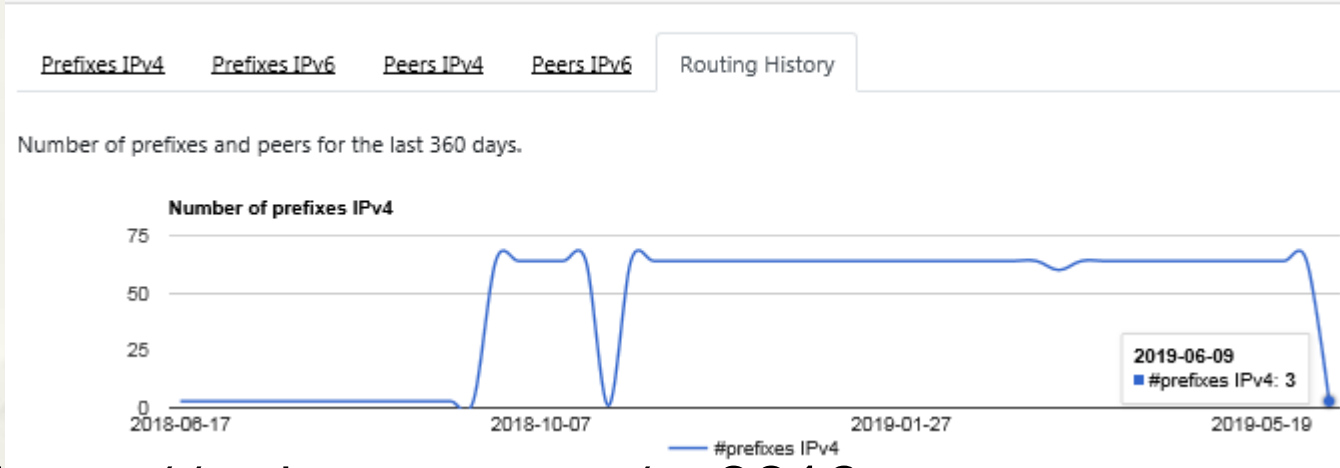 Prefixes IPv4 Prefixes IPv6 Peers IPv4 Peers IPv6 Routing History
Number of prefixes and peers for the last 360 days.
Number of prefixes IPv4
75
50
25
0
2019-06-09
#prefixes IPv4: 3
2018-06-17 2018-10-07 2019-01-27 2019-05-19
#prefixes IPv4